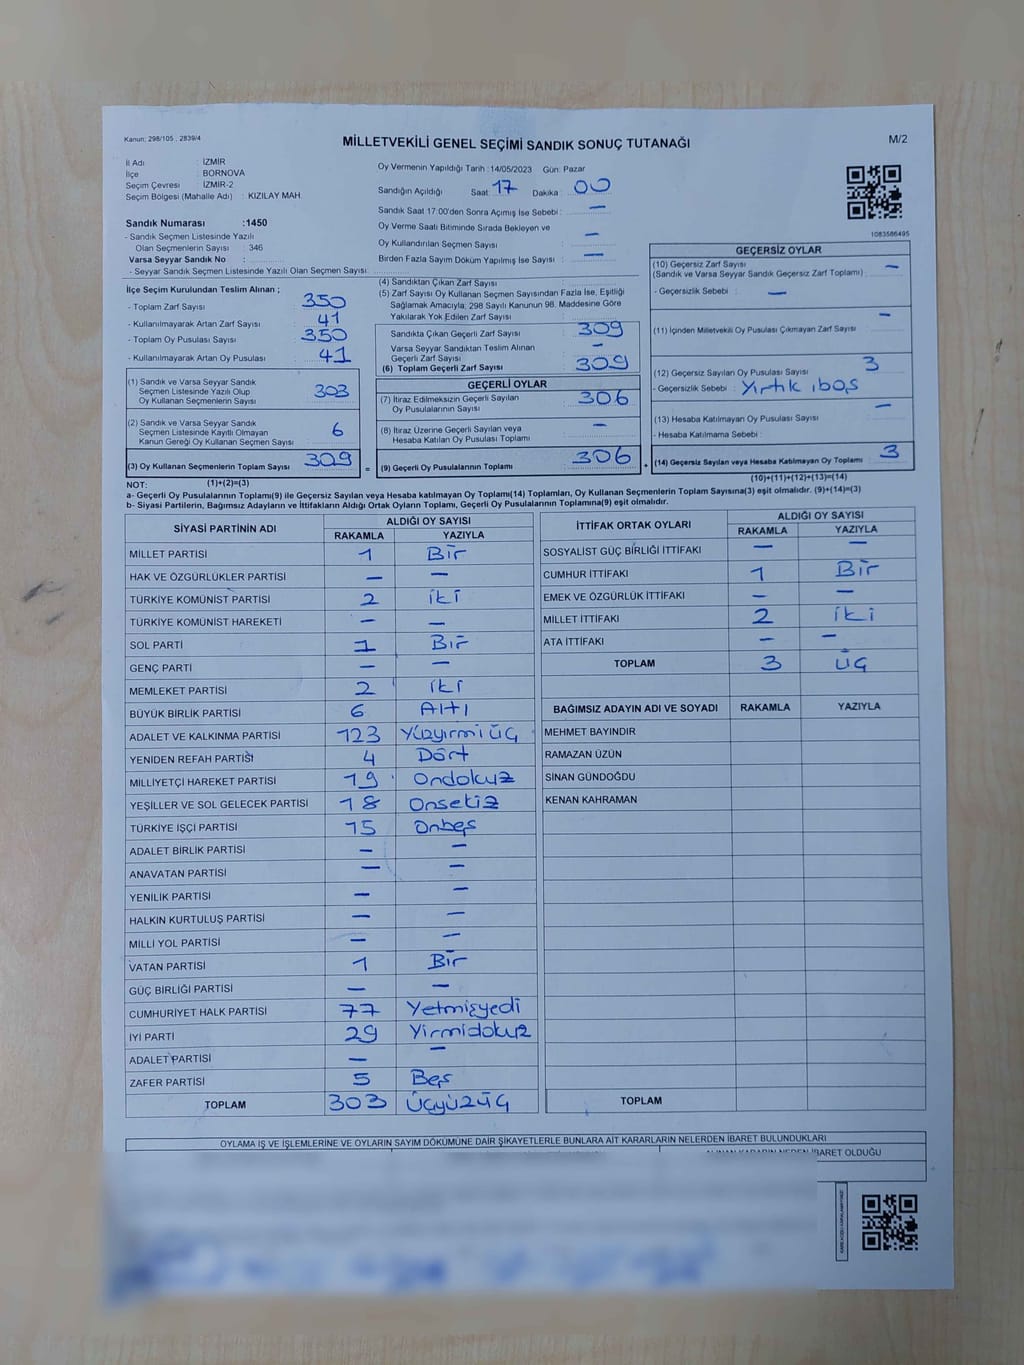 Kanun: 298/105 , 2839/4
MİLLETVEKİLİ GENEL SEÇİMİ SANDIK SONUÇ TUTANAĞI
M/2
İl Adı : İZMİR
İlçe : BORNOVA
Seçim Çevresi : İZMİR-2
Seçim Bölgesi (Mahalle Adı) : KIZILAY MAH.
Sandık Numarası :1450
- Sandık Seçmen Listesinde Yazılı
Olan Seçmenlerin Sayısı : 346
Varsa Seyyar Sandık No :
- Seyyar Sandık Seçmen Listesinde Yazılı Olan Seçmen Sayısı:
Oy Vermenin Yapıldığı Tarih :14/05/2023 Gün: Pazar
Sandığın Açıldığı Saat: 17 Dakika : 00
Sandık Saat 17:00'den Sonra Açımış İse Sebebi : —
Oy Verme Saati Bitiminde Sırada Bekleyen ve
Oy Kullandırılan Seçmen Sayısı : —
Birden Fazla Sayım Döküm Yapılmış İse Sayısı : —
1083586495
İlçe Seçim Kurulundan Teslim Alınan ;
- Toplam Zarf Sayısı : 350
- Kullanılmayarak Artan Zarf Sayısı : 41
- Toplam Oy Pusulası Sayısı : 350
- Kullanılmayarak Artan Oy Pusulası : 41
(1) Sandık ve Varsa Seyyar Sandık
Seçmen Listesinde Yazılı Olup
Oy Kullanan Seçmenlerin Sayısı 303
(2) Sandık ve Varsa Seyyar Sandık
Seçmen Listesinde Kayıtlı Olmayan
Kanun Gereği Oy Kullanan Seçmen Sayısı 6
(3) Oy Kullanan Seçmenlerin Toplam Sayısı 309 =
(1)+(2)=(3)
(4) Sandıktan Çıkan Zarf Sayısı :
(5) Zarf Sayısı Oy Kullanan Seçmen Sayısından Fazla İse, Eşitliği
Sağlamak Amacıyla; 298 Sayılı Kanunun 98. Maddesine Göre
Yakılarak Yok Edilen Zarf Sayısı :
Sandıkta Çıkan Geçerli Zarf Sayısı : 309
Varsa Seyyar Sandıktan Teslim Alınan
Geçerli Zarf Sayısı : —
(6) Toplam Geçerli Zarf Sayısı : 309
GEÇERLİ OYLAR
(7) İtiraz Edilmeksizin Geçerli Sayılan
Oy Pusulalarının Sayısı : 306
(8) İtiraz Üzerine Geçerli Sayılan veya
Hesaba Katılan Oy Pusulası Toplamı : —
(9) Geçerli Oy Pusulalarının Toplamı : 306 +
GEÇERSİZ OYLAR
(10) Geçersiz Zarf Sayısı : —
(Sandık ve Varsa Seyyar Sandık Geçersiz Zarf Toplamı)
- Geçersizlik Sebebi : —
(11) İçinden Milletvekili Oy Pusulası Çıkmayan Zarf Sayısı : —
(12) Geçersiz Sayılan Oy Pusulası Sayısı : 3
- Geçersizlik Sebebi : Yırtık, boş
(13) Hesaba Katılmayan Oy Pusulası Sayısı : —
- Hesaba Katılmama Sebebi :
(14) Geçersiz Sayılan veya Hesaba Katılmayan Oy Toplamı : 3
(10)+(11)+(12)+(13)=(14)
NOT:
a- Geçerli Oy Pusulalarının Toplamı(9) ile Geçersiz Sayılan veya Hesaba katılmayan Oy Toplamı(14) Toplamları, Oy Kullanan Seçmenlerin Toplam Sayısına(3) eşit olmalıdır. (9)+(14)=(3)
b- Siyasi Partilerin, Bağımsız Adayların ve İttifakların Aldığı Ortak Oyların Toplamı, Geçerli Oy Pusulalarının Toplamına(9) eşit olmalıdır.
SİYASİ PARTİNİN ADI ALDIĞI OY SAYISI
RAKAMLA YAZIYLA
MİLLET PARTİSİ 1 Bir
HAK VE ÖZGÜRLÜKLER PARTİSİ — —
TÜRKİYE KOMÜNİST PARTİSİ 2 iki
TÜRKİYE KOMÜNİST HAREKETİ — —
SOL PARTİ 1 Bir
GENÇ PARTİ — —
MEMLEKET PARTİSİ 2 iki
BÜYÜK BİRLİK PARTİSİ 6 Altı
ADALET VE KALKINMA PARTİSİ 123 Yüzyirmi üç
YENİDEN REFAH PARTİSİ 4 Dört
MİLLİYETÇİ HAREKET PARTİSİ 19 Ondokuz
YEŞİLLER VE SOL GELECEK PARTİSİ 18 Onsekiz
TÜRKİYE İŞÇİ PARTİSİ 15 Onbeş
ADALET BİRLİK PARTİSİ — —
ANAVATAN PARTİSİ — —
YENİLİK PARTİSİ — —
HALKIN KURTULUŞ PARTİSİ — —
MİLLİ YOL PARTİSİ — —
VATAN PARTİSİ 1 Bir
GÜÇ BİRLİĞİ PARTİSİ — —
CUMHURİYET HALK PARTİSİ 77 Yetmişyedi
İYİ PARTİ 29 Yirmidokuz
ADALET PARTİSİ — —
ZAFER PARTİSİ 5 Beş
TOPLAM 303 Üçyüzüç
İTTİFAK ORTAK OYLARI ALDIĞI OY SAYISI
RAKAMLA YAZIYLA
SOSYALİST GÜÇ BİRLİĞİ İTTİFAKI — —
CUMHUR İTTİFAKI 1 Bir
EMEK VE ÖZGÜRLÜK İTTİFAKI — —
MİLLET İTTİFAKI 2 iki
ATA İTTİFAKI — —
TOPLAM 3 Üç
BAĞIMSIZ ADAYIN ADI VE SOYADI RAKAMLA YAZIYLA
MEHMET BAYINDIR
RAMAZAN ÜZÜN
SİNAN GÜNDOĞDU
KENAN KAHRAMAN
TOPLAM
OYLAMA İŞ VE İŞLEMLERİNE VE OYLARIN SAYIM DÖKÜMÜNE DAİR ŞİKAYETLERLE BUNLARA AİT KARARLARIN NELERDEN İBARET BULUNDUKLARI
OLDUĞU